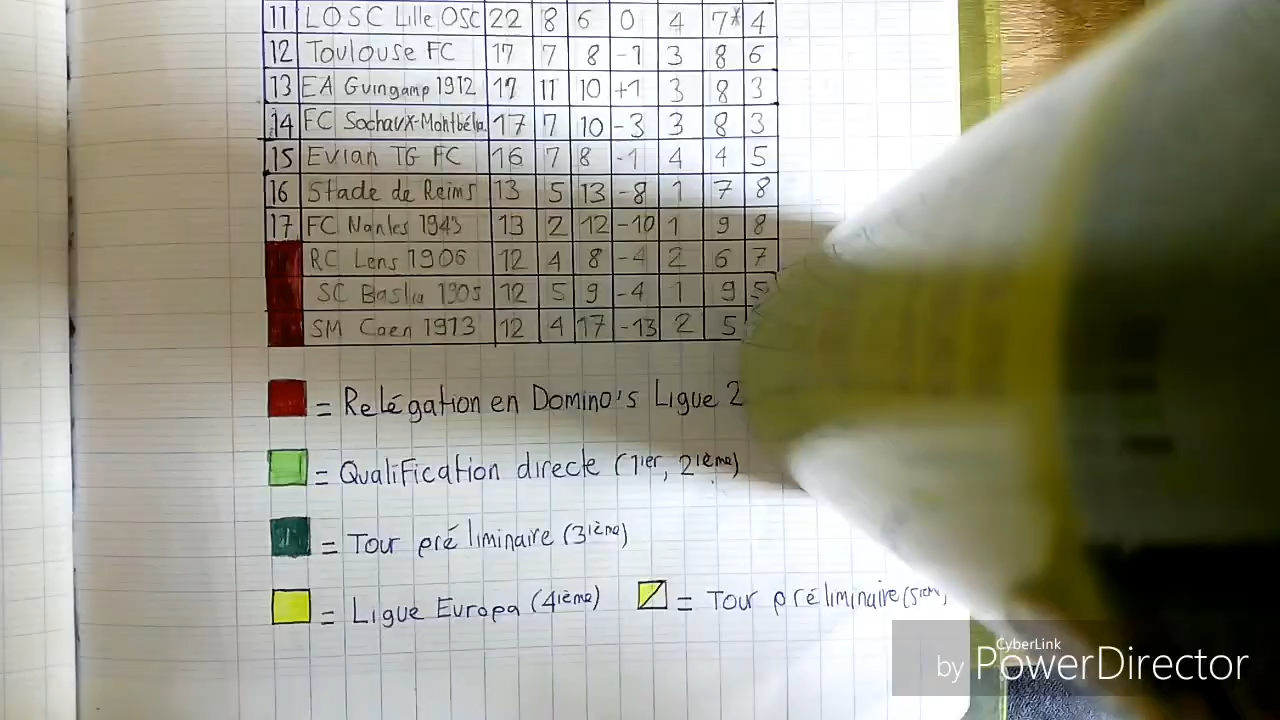 11 LOSC Lille OSC 22 8 6 0 4 7* 4
12 Toulouse FC 17 7 8 -1 3 8 6
13 EA Guingamp 1912 17 11 10 +1 3 8 3
14 FC Sochaux-Montbélia. 17 7 10 -3 3 8 3
15 Evian TG FC 16 7 8 -1 4 4 5
16 Stade de Reims 13 5 13 -8 1 7 8
17 FC Nantes 1943 13 2 12 -10 1 9 8
RC Lens 1906 12 4 8 -4 2 6 7
SC Bastia 1905 12 5 9 -4 1 9 5
SM Caen 1913 12 4 17 -13 2 5
= Relégation en Domino's Ligue 2
= Qualification directe (1ier, 2ième)
= Tour préliminaire (3ième)
= Ligue Europa (4ième) = Tour préliminaire (5ième)
CyberLink
by PowerDirector